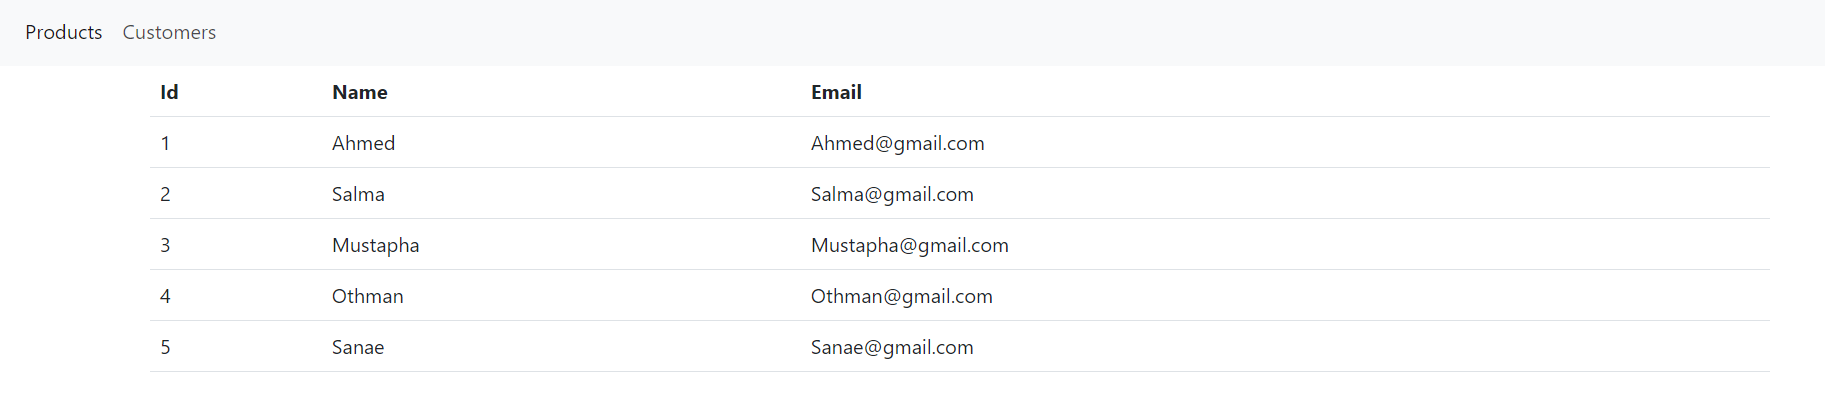 Products Customers
Id Name Email
1 Ahmed Ahmed@gmail.com
2 Salma Salma@gmail.com
3 Mustapha Mustapha@gmail.com
4 Othman Othman@gmail.com
5 Sanae Sanae@gmail.com